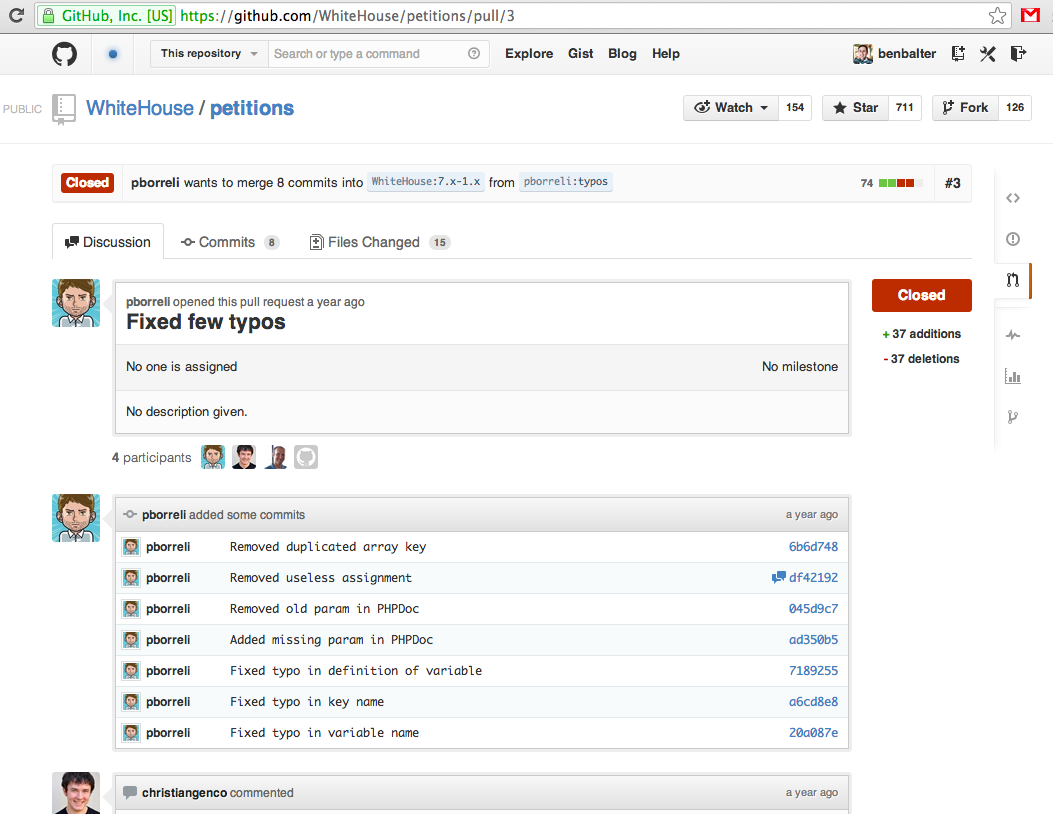 GitHub, Inc. [US] https://github.com/WhiteHouse/petitions/pull/3
This repository Search or type a command Explore Gist Blog Help benbalter
PUBLIC WhiteHouse / petitions Watch 154 Star 711 Fork 126
Closed pborreli wants to merge 8 commits into WhiteHouse:7.x-1.x from pborreli:typos 74 #3
Discussion Commits 8 Files Changed 15
pborreli opened this pull request a year ago
Fixed few typos
Closed
+ 37 additions
- 37 deletions
No one is assigned No milestone
No description given.
4 participants
pborreli added some commits a year ago
pborreli Removed duplicated array key 6b6d748
pborreli Removed useless assignment df42192
pborreli Removed old param in PHPDoc 045d9c7
pborreli Added missing param in PHPDoc ad350b5
pborreli Fixed typo in definition of variable 7189255
pborreli Fixed typo in key name a6cd8e8
pborreli Fixed typo in variable name 20a087e
christiangenco commented a year ago